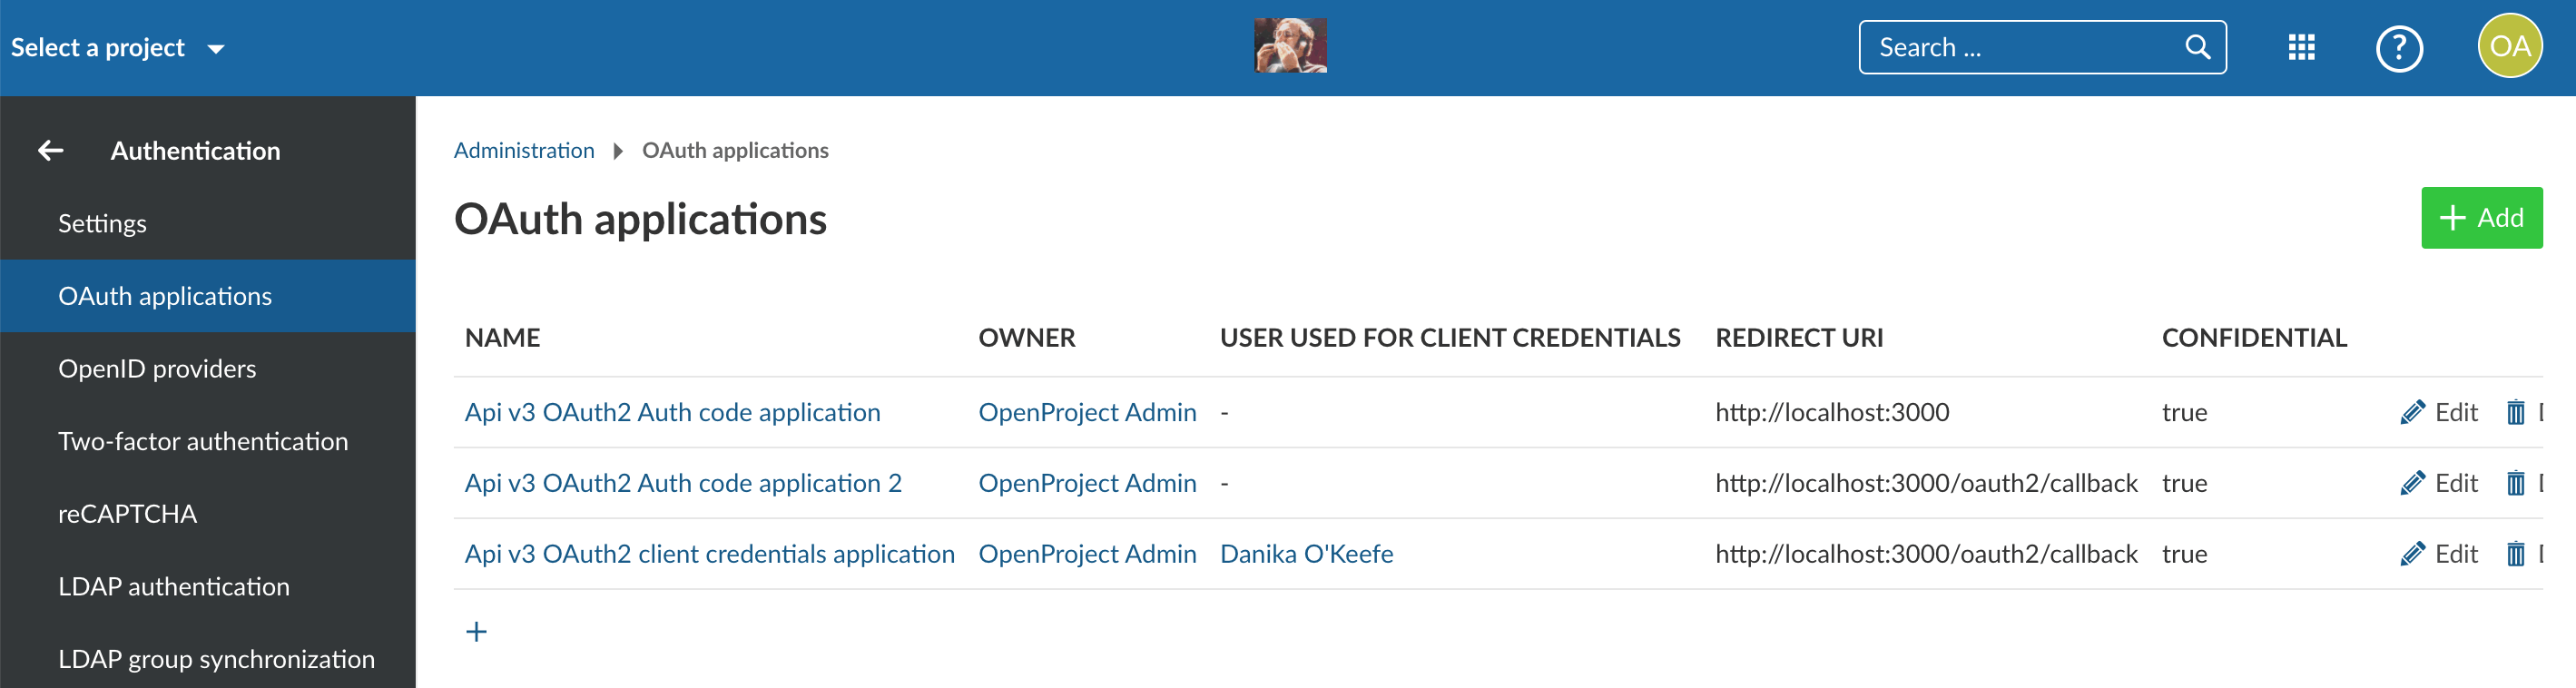 Select a project
Search ...
?
OA
Authentication
Settings
OAuth applications
OpenID providers
Two-factor authentication
reCAPTCHA
LDAP authentication
LDAP group synchronization
Administration OAuth applications
OAuth applications
+ Add
NAME OWNER USER USED FOR CLIENT CREDENTIALS REDIRECT URI CONFIDENTIAL
Api v3 OAuth2 Auth code application OpenProject Admin - http://localhost:3000 true Edit
Api v3 OAuth2 Auth code application 2 OpenProject Admin - http://localhost:3000/oauth2/callback true Edit
Api v3 OAuth2 client credentials application OpenProject Admin Danika O'Keefe http://localhost:3000/oauth2/callback true Edit
+